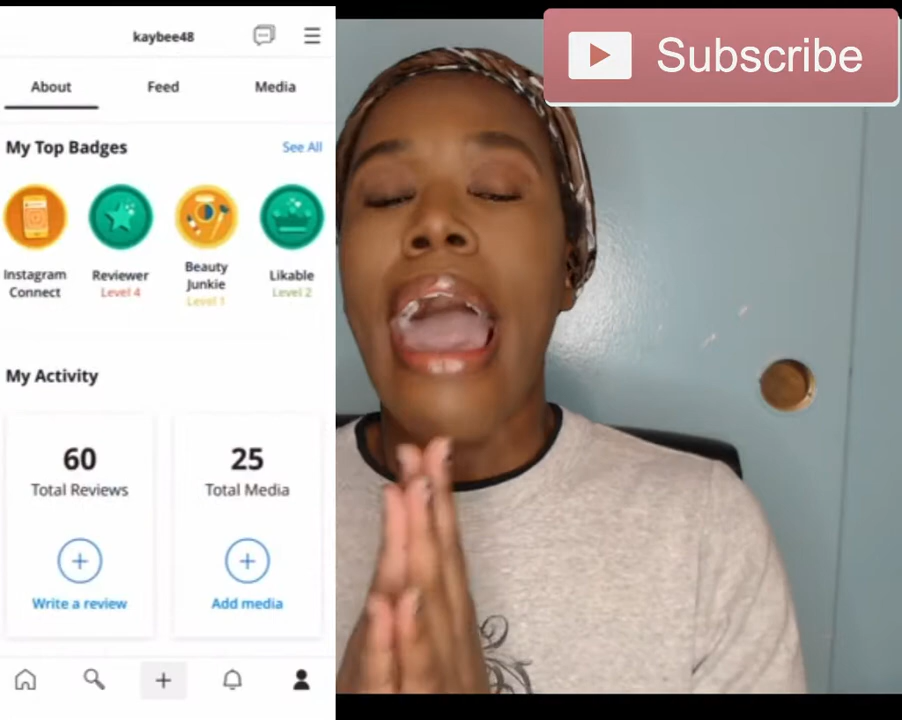 kaybee48
About Feed Media
My Top Badges See All
Instagram
Connect
Reviewer
Level 4
Beauty
Junkie
Level 1
Likable
Level 2
My Activity
60
Total Reviews
Write a review
25
Total Media
Add media
Subscribe